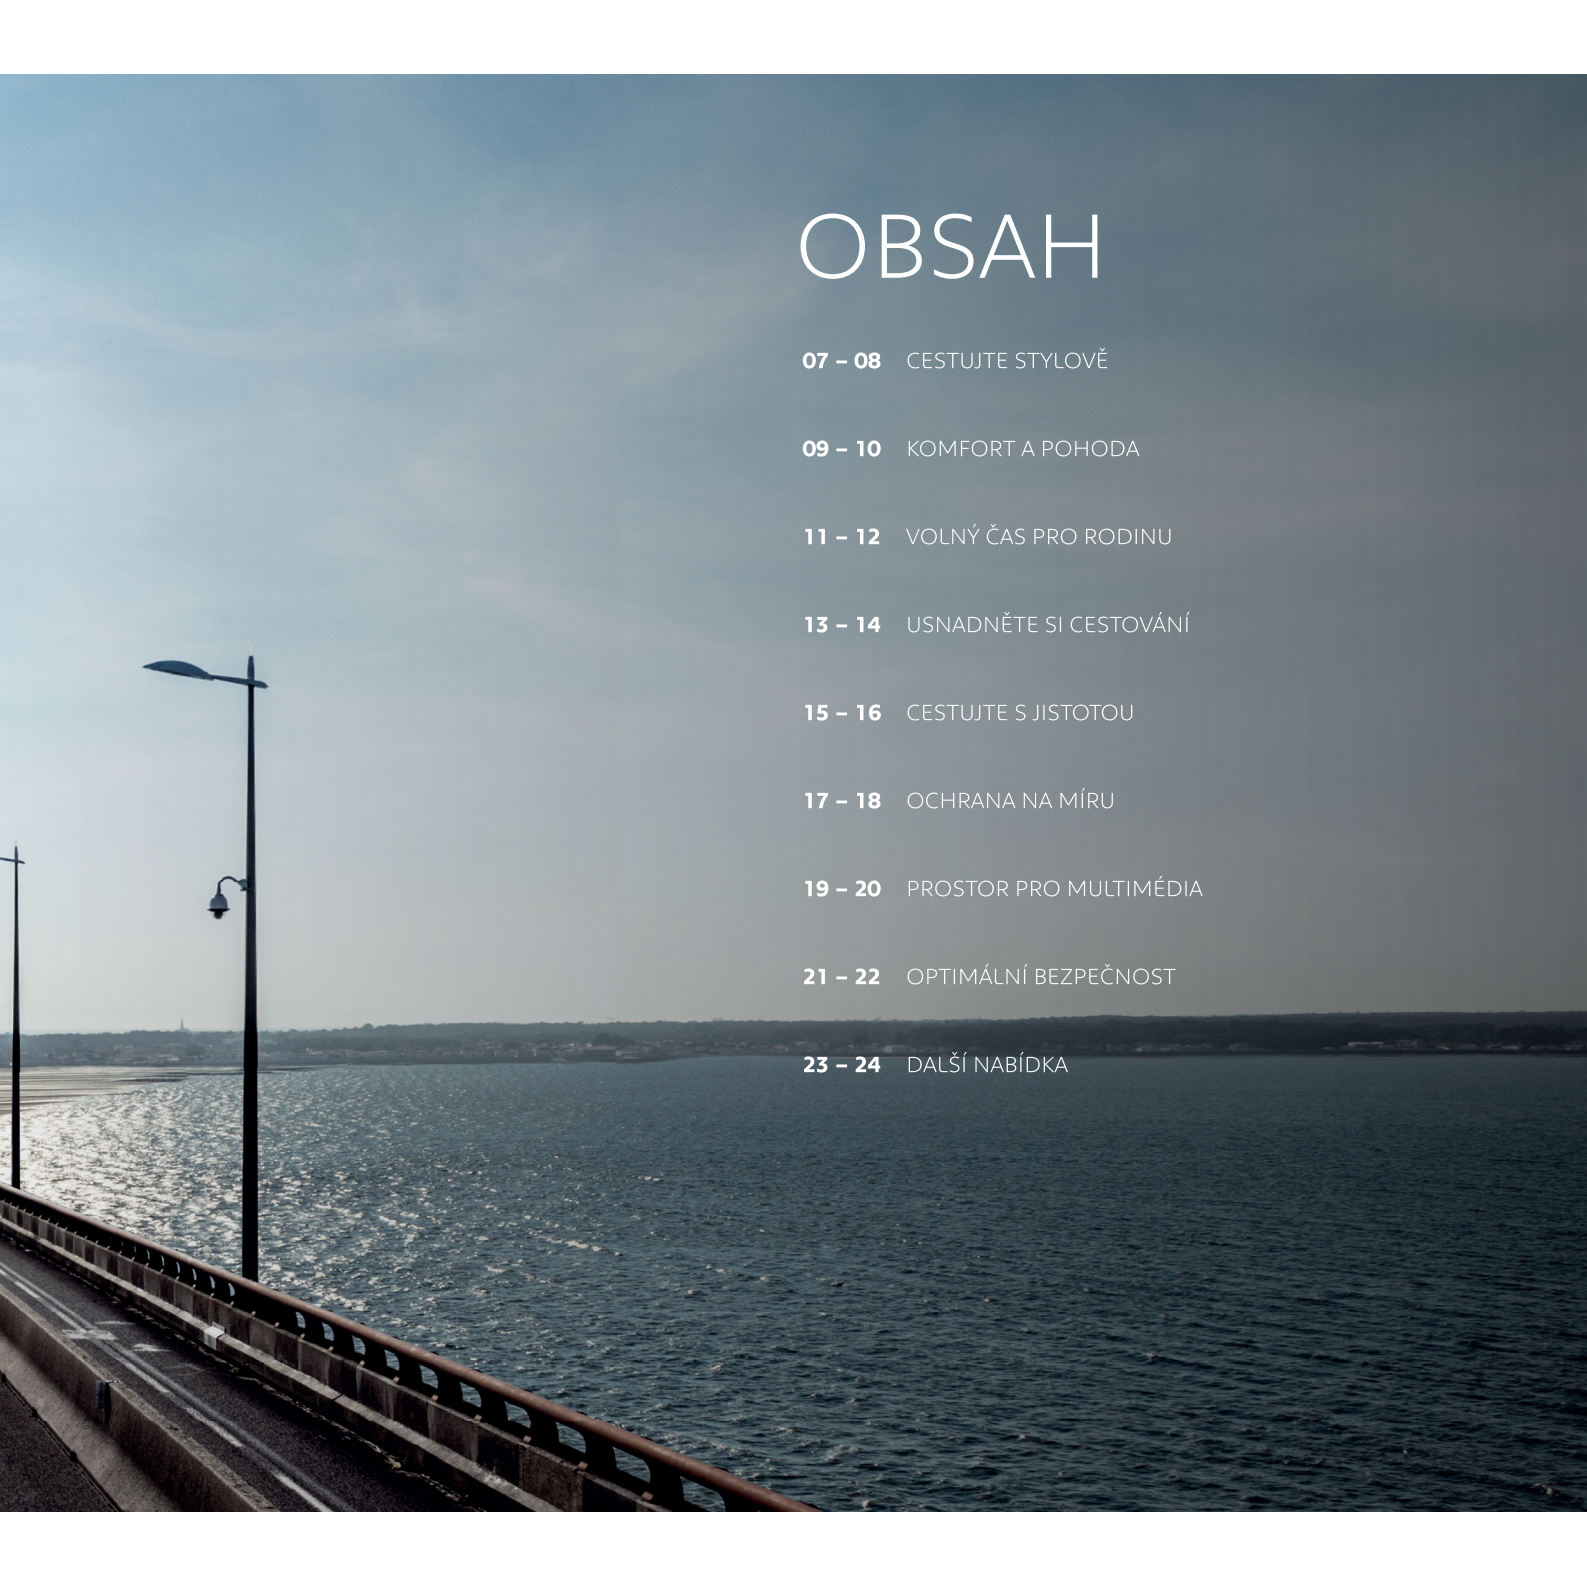 OBSAH
07 – 08 CESTUJTE STYLOVĚ
09 – 10 KOMFORT A POHODA
11 – 12 VOLNÝ ČAS PRO RODINU
13 – 14 USNADNĚTE SI CESTOVÁNÍ
15 – 16 CESTUJTE S JISTOTOU
17 – 18 OCHRANA NA MÍRU
19 – 20 PROSTOR PRO MULTIMÉDIA
21 – 22 OPTIMÁLNÍ BEZPEČNOST
23 – 24 DALŠÍ NABÍDKA